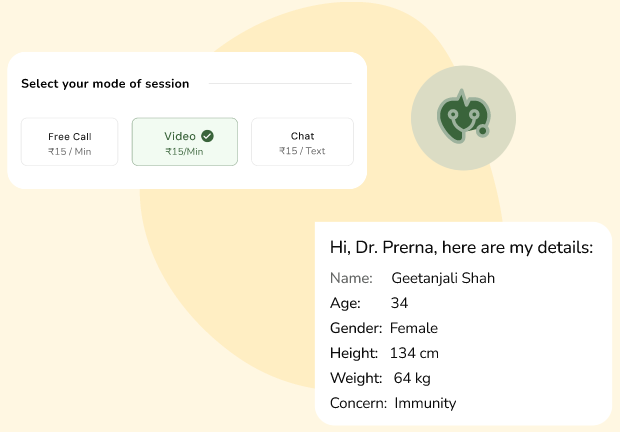 Select your mode of session
Free Call
₹15 / Min
Video
₹15/Min
Chat
₹15 / Text
Hi, Dr. Prerna, here are my details:
Name: Geetanjali Shah
Age: 34
Gender: Female
Height: 134 cm
Weight: 64 kg
Concern: Immunity